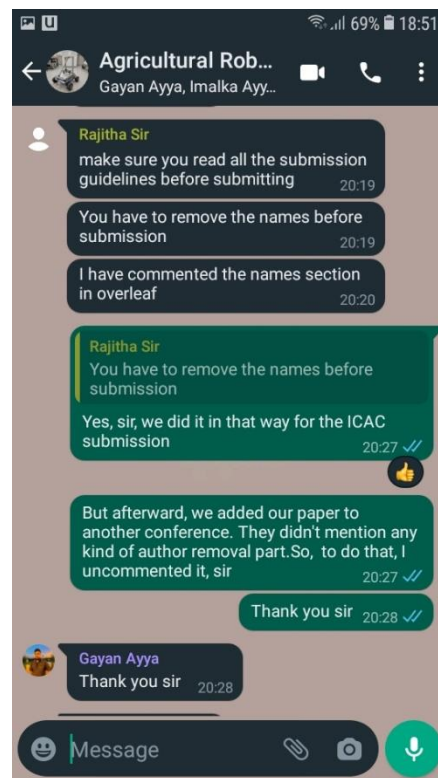 69% 18:51
Agricultural Rob...
Gayan Ayya, Imalka Ayy...
Rajitha Sir
make sure you read all the submission
guidelines before submitting 20:19
You have to remove the names before
submission 20:19
I have commented the names section
in overleaf 20:20
Rajitha Sir
You have to remove the names before
submission
Yes, sir, we did it in that way for the ICAC
submission 20:27
But afterward, we added our paper to
another conference. They didn't mention any
kind of author removal part.So, to do that, I
uncommented it, sir 20:27
Thank you sir 20:28
Gayan Ayya
Thank you sir 20:28
Message